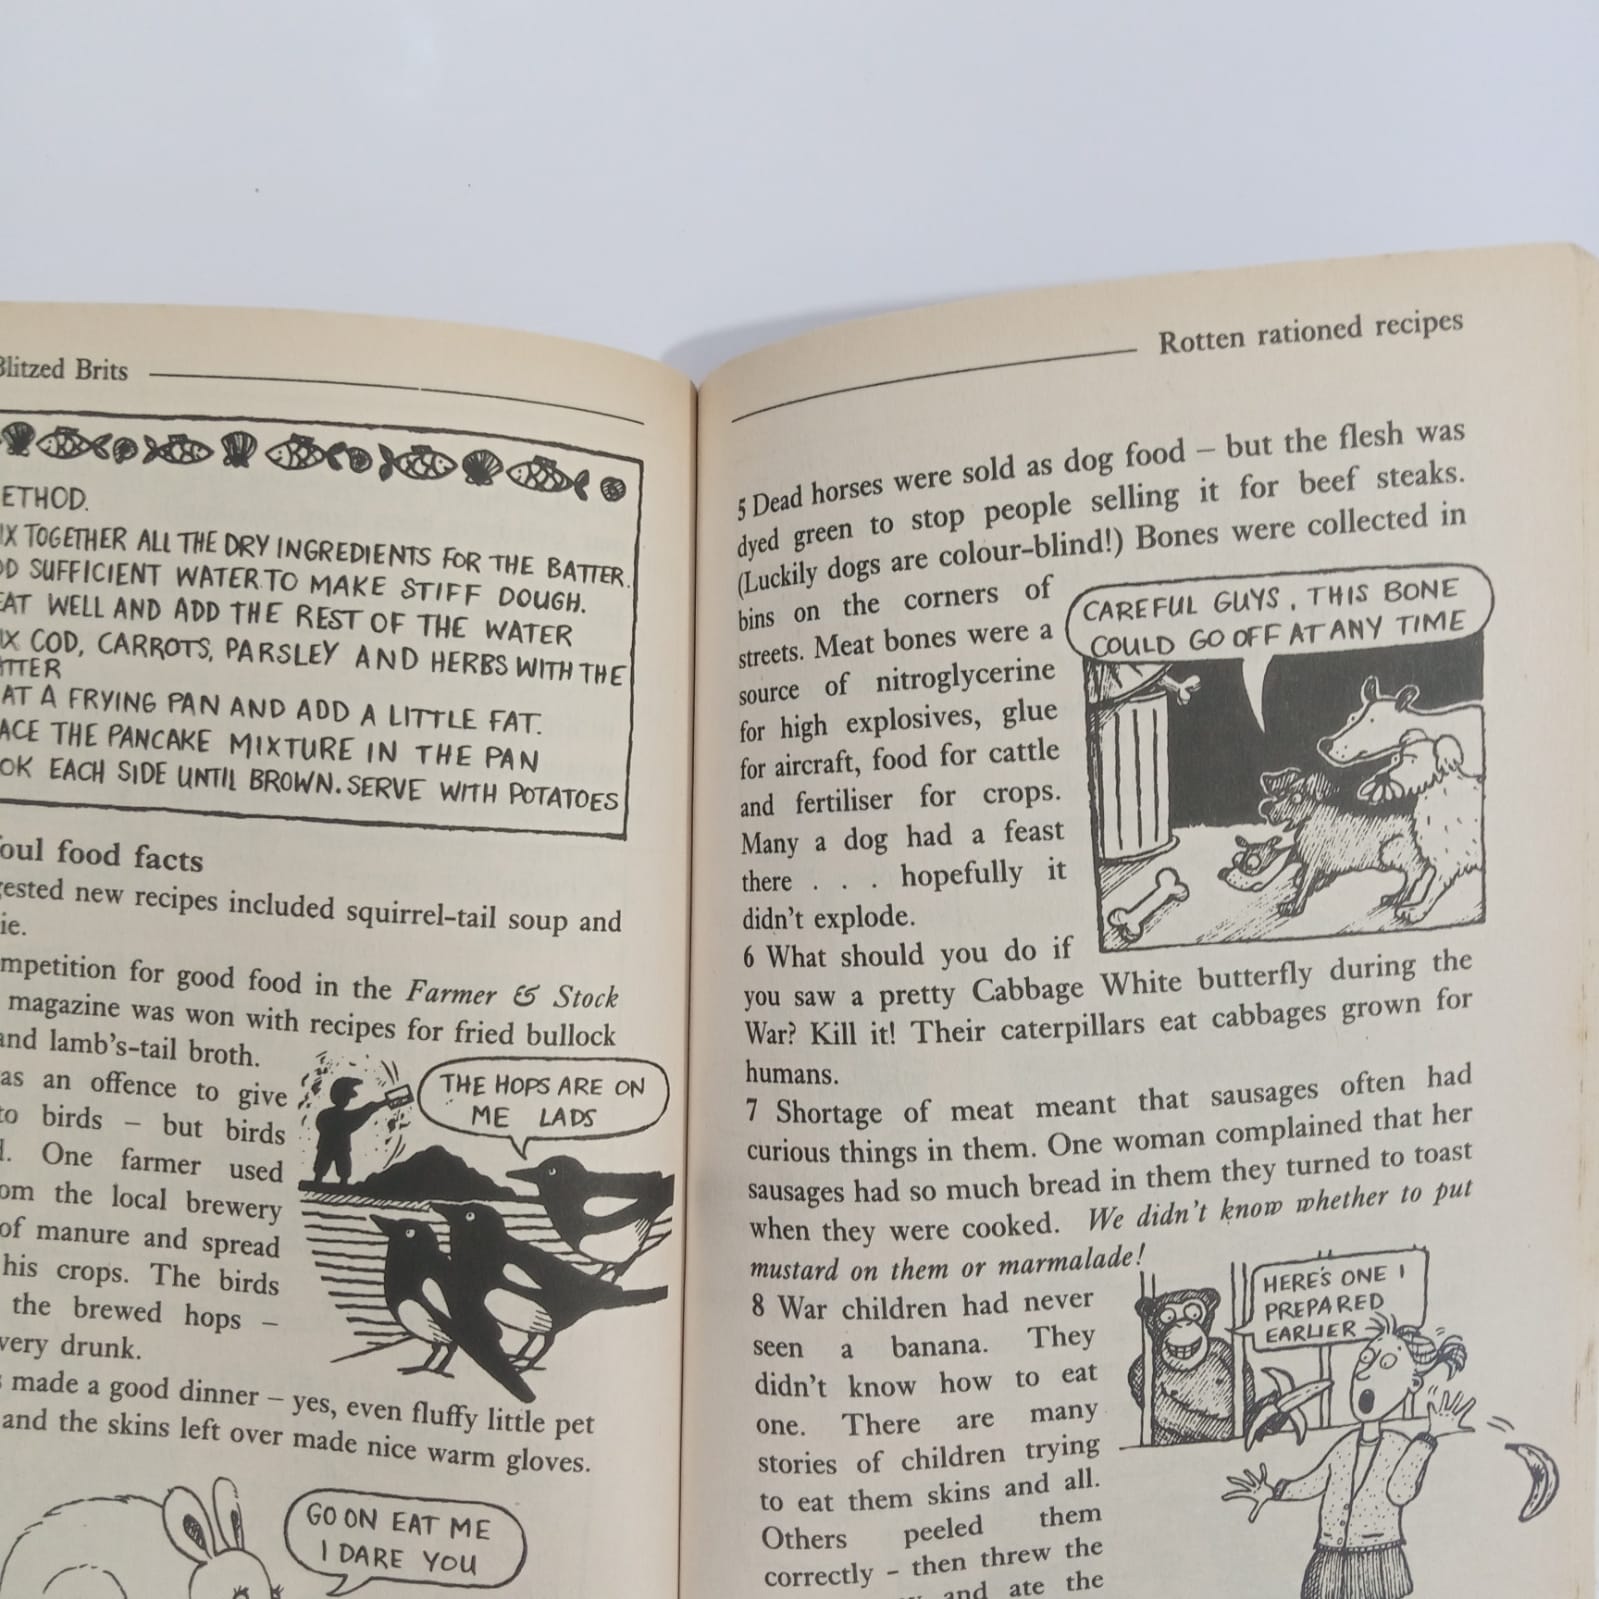 Blitzed Brits
ETHOD.
IX TOGETHER ALL THE DRY INGREDIENTS FOR THE BATTER.
DD SUFFICIENT WATER TO MAKE STIFF DOUGH.
EAT WELL AND ADD THE REST OF THE WATER
IX COD, CARROTS, PARSLEY AND HERBS WITH THE
ATTER
AT A FRYING PAN AND ADD A LITTLE FAT.
ACE THE PANCAKE MIXTURE IN THE PAN
OK EACH SIDE UNTIL BROWN. SERVE WITH POTATOES
oul food facts
gested new recipes included squirrel-tail soup and
ie.
mpetition for good food in the Farmer & Stock
magazine was won with recipes for fried bullock
and lamb's-tail broth.
as an offence to give
to birds – but birds
d. One farmer used
om the local brewery
of manure and spread
his crops. The birds
the brewed hops –
very drunk.
THE HOPS ARE ON
ME LADS
s made a good dinner – yes, even fluffy little pet
and the skins left over made nice warm gloves.
GO ON EAT ME
I DARE YOU
Rotten rationed recipes
5 Dead horses were sold as dog food – but the flesh was
dyed green to stop people selling it for beef steaks.
(Luckily dogs are colour-blind!) Bones were collected in
bins on the corners of
streets. Meat bones were a
source of nitroglycerine
for high explosives, glue
for aircraft, food for cattle
and fertiliser for crops.
Many a dog had a feast
there . . . hopefully it
didn't explode.
CAREFUL GUYS, THIS BONE
COULD GO OFF AT ANY TIME
6 What should you do if
you saw a pretty Cabbage White butterfly during the
War? Kill it! Their caterpillars eat cabbages grown for
humans.
7 Shortage of meat meant that sausages often had
curious things in them. One woman complained that her
sausages had so much bread in them they turned to toast
when they were cooked. We didn't know whether to put
mustard on them or marmalade!
8 War children had never
seen a banana. They
didn't know how to eat
one. There are many
stories of children trying
to eat them skins and all.
Others peeled them
correctly – then threw the
and ate the
HERE'S ONE I
PREPARED
EARLIER